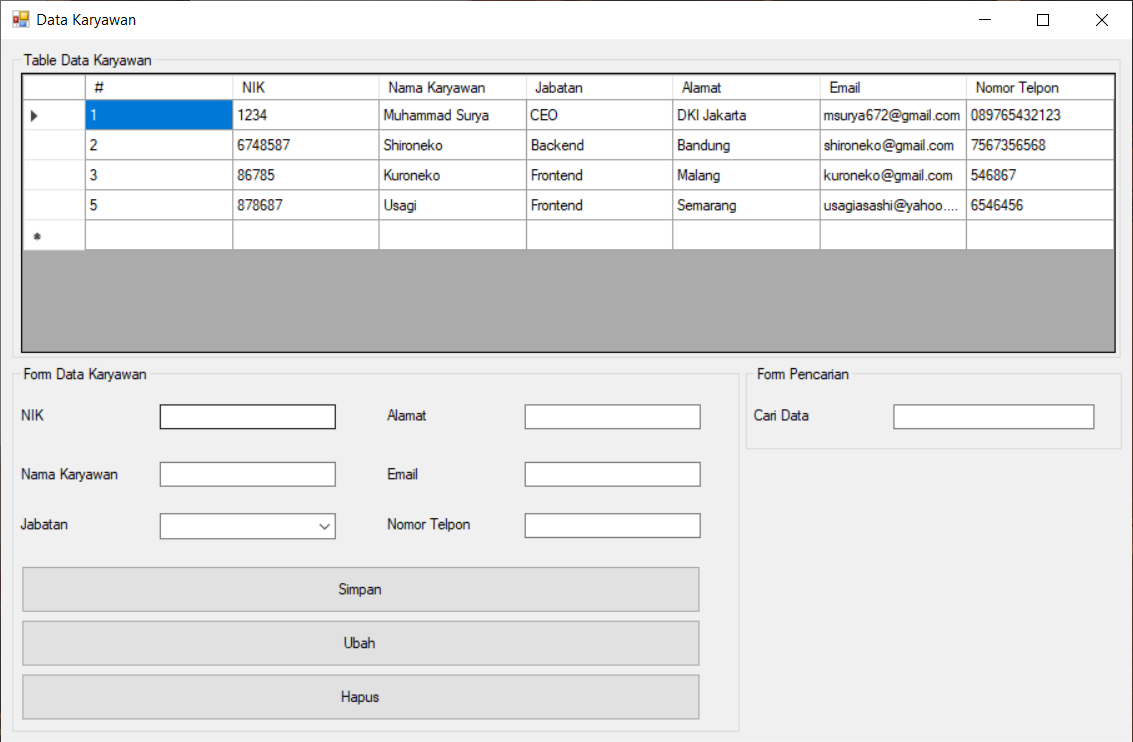 Data Karyawan
Table Data Karyawan
# NIK Nama Karyawan Jabatan Alamat Email Nomor Telpon
1 1234 Muhammad Surya CEO DKI Jakarta msurya672@gmail.com 089765432123
2 6748587 Shironeko Backend Bandung shironeko@gmail.com 7567356568
3 86785 Kuroneko Frontend Malang kuroneko@gmail.com 546867
5 878687 Usagi Frontend Semarang usagiasashi@yahoo.... 6546456
*
Form Data Karyawan
NIK
Alamat
Nama Karyawan
Email
Jabatan
Nomor Telpon
Simpan
Ubah
Hapus
Form Pencarian
Cari Data